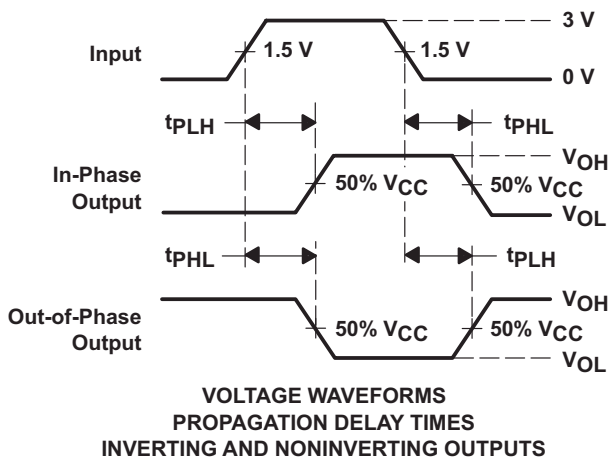 3 V
Input
1.5 V
1.5 V
0 V
tPLH
tPHL
In-Phase
Output
VOH
50% VCC
50% VCC
VOL
tPHL
tPLH
Out-of-Phase
Output
VOH
50% VCC
50% VCC
VOL
VOLTAGE WAVEFORMS
PROPAGATION DELAY TIMES
INVERTING AND NONINVERTING OUTPUTS